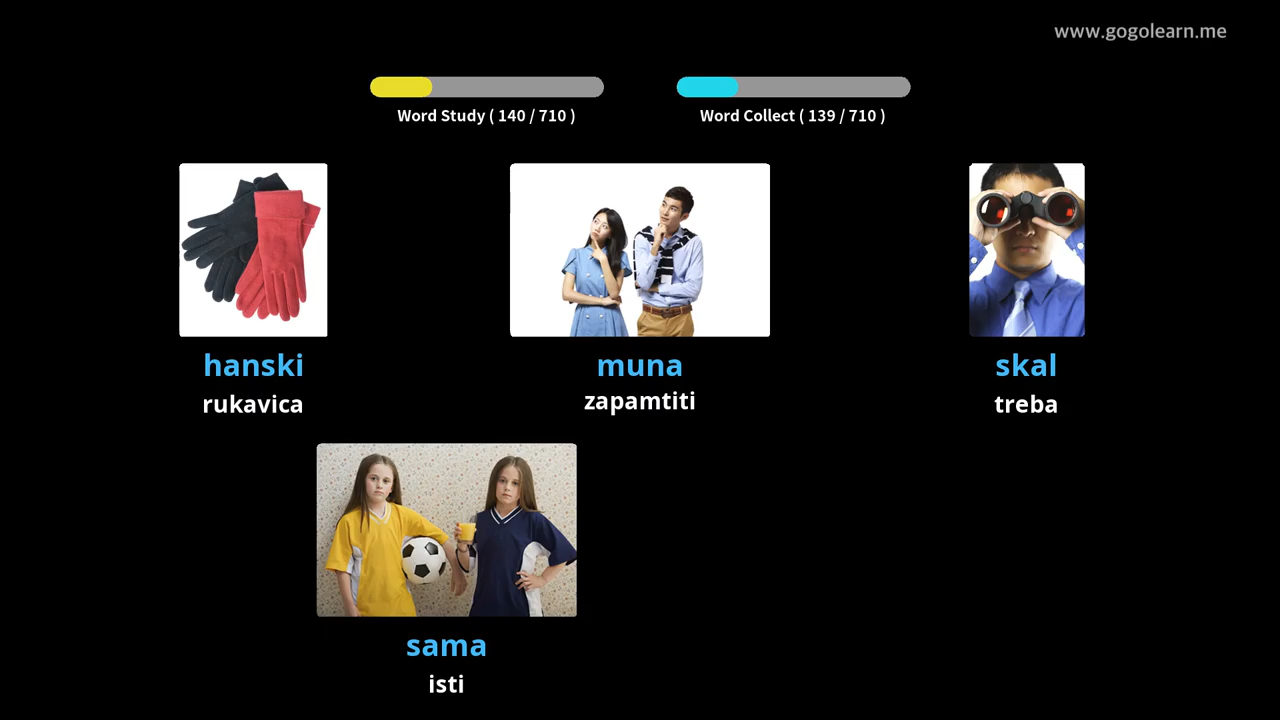 www.gogolearn.me
Word Study ( 140 / 710 )
Word Collect ( 139 / 710 )
hanski
rukavica
muna
zapamtiti
skal
treba
sama
isti